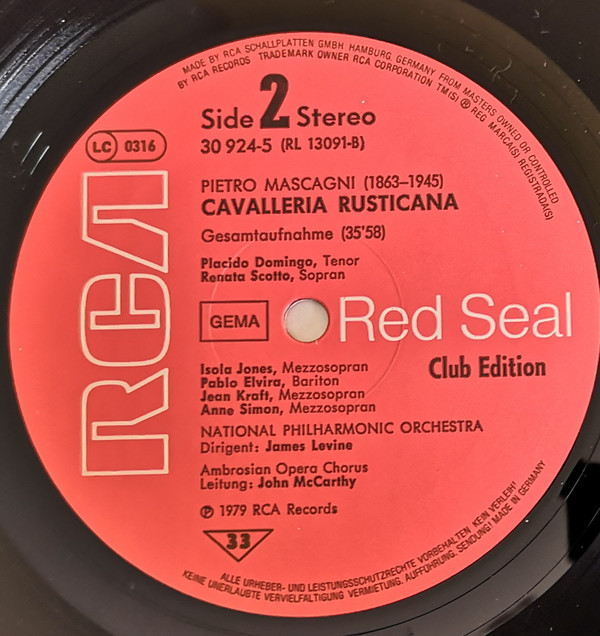 MADE BY RCA SCHALLPLATTEN GMBH HAMBURG, GERMANY, FROM MASTERS OWNED OR CONTROLLED
BY RCA RECORDS TRADEMARK OWNER RCA CORPORATION TM(S) ® REG MARCA(S) REGISTRADA(S)
Side 2 Stereo
30 924-5 (RL 13091-B)
LC 0316
PIETRO MASCAGNI (1863–1945)
CAVALLERIA RUSTICANA
Gesamtaufnahme (35'58)
Placido Domingo, Tenor
Renata Scotto, Sopran
RCA
GEMA
Red Seal
Club Edition
Isola Jones, Mezzosopran
Pablo Elvira, Bariton
Jean Kraft, Mezzosopran
Anne Simon, Mezzosopran
NATIONAL PHILHARMONIC ORCHESTRA
Dirigent: James Levine
Ambrosian Opera Chorus
Leitung: John McCarthy
℗ 1979 RCA Records
33
ALLE URHEBER- UND LEISTUNGSSCHUTZRECHTE VORBEHALTEN KEIN VERLEIH!
KEINE UNERLAUBTE VERVIELFÄLTIGUNG, VERMIETUNG, AUFFÜHRUNG, SENDUNG! MADE IN GERMANY